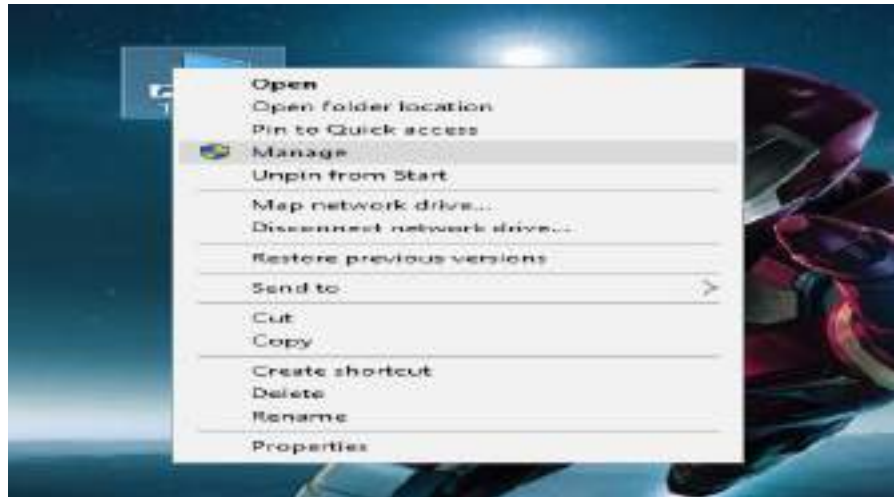 Open
Open folder location
Pin to Quick access
Manage
Unpin from Start
Map network drive...
Disconnect network drive...
Restore previous versions
Send to
Cut
Copy
Create shortcut
Delete
Rename
Properties